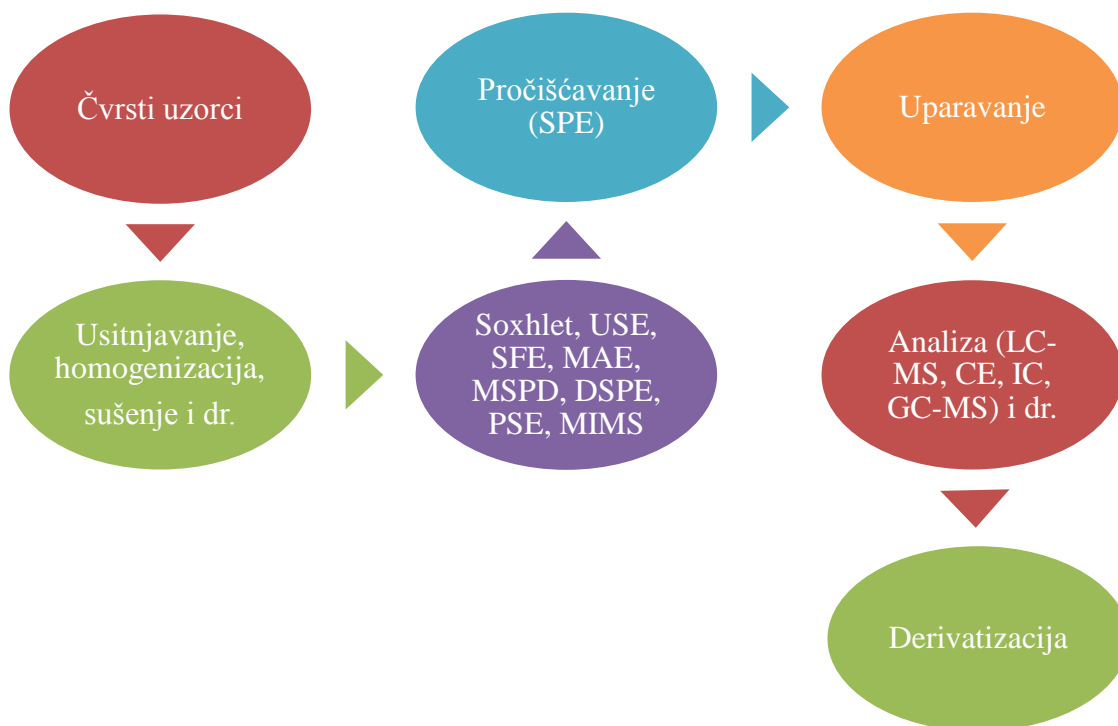 Čvrsti uzorci
Usitnjavanje,
homogenizacija,
sušenje i dr.
Soxhlet, USE,
SFE, MAE,
MSPD, DSPE,
PSE, MIMS
Pročišćavanje
(SPE)
Uparavanje
Analiza (LC-
MS, CE, IC,
GC-MS) i dr.
Derivatizacija